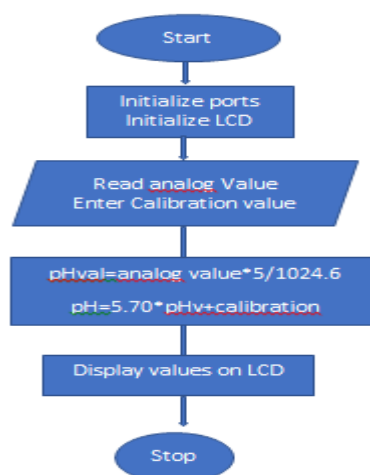 Start
Initialize ports
Initialize LCD
Read analog Value
Enter Calibration value
pHval=analog value*5/1024.6
pH=5.70*pHv+calibration
Display values on LCD
Stop